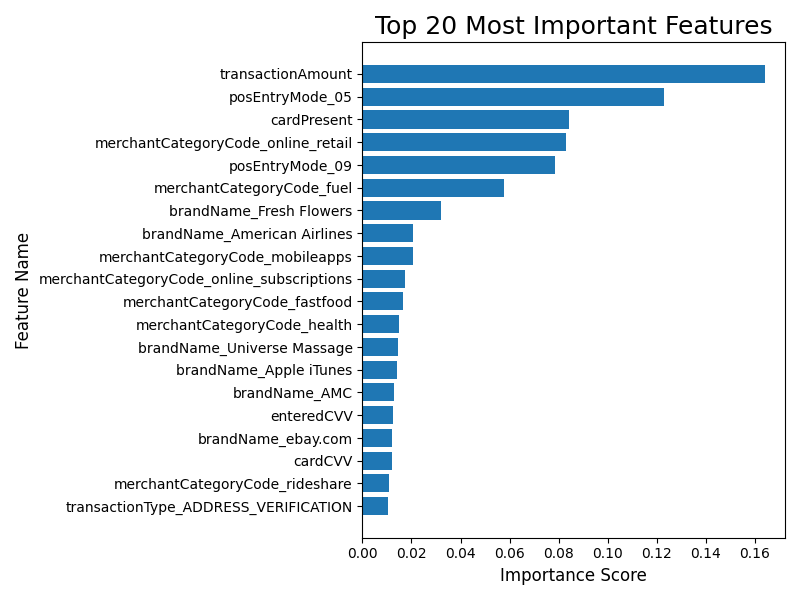 Top 20 Most Important Features
Feature Name
transactionAmount
posEntryMode_05
cardPresent
merchantCategoryCode_online_retail
posEntryMode_09
merchantCategoryCode_fuel
brandName_Fresh Flowers
brandName_American Airlines
merchantCategoryCode_mobileapps
merchantCategoryCode_online_subscriptions
merchantCategoryCode_fastfood
merchantCategoryCode_health
brandName_Universe Massage
brandName_Apple iTunes
brandName_AMC
enteredCVV
brandName_ebay.com
cardCVV
merchantCategoryCode_rideshare
transactionType_ADDRESS_VERIFICATION
0.00 0.02 0.04 0.06 0.08 0.10 0.12 0.14 0.16
Importance Score